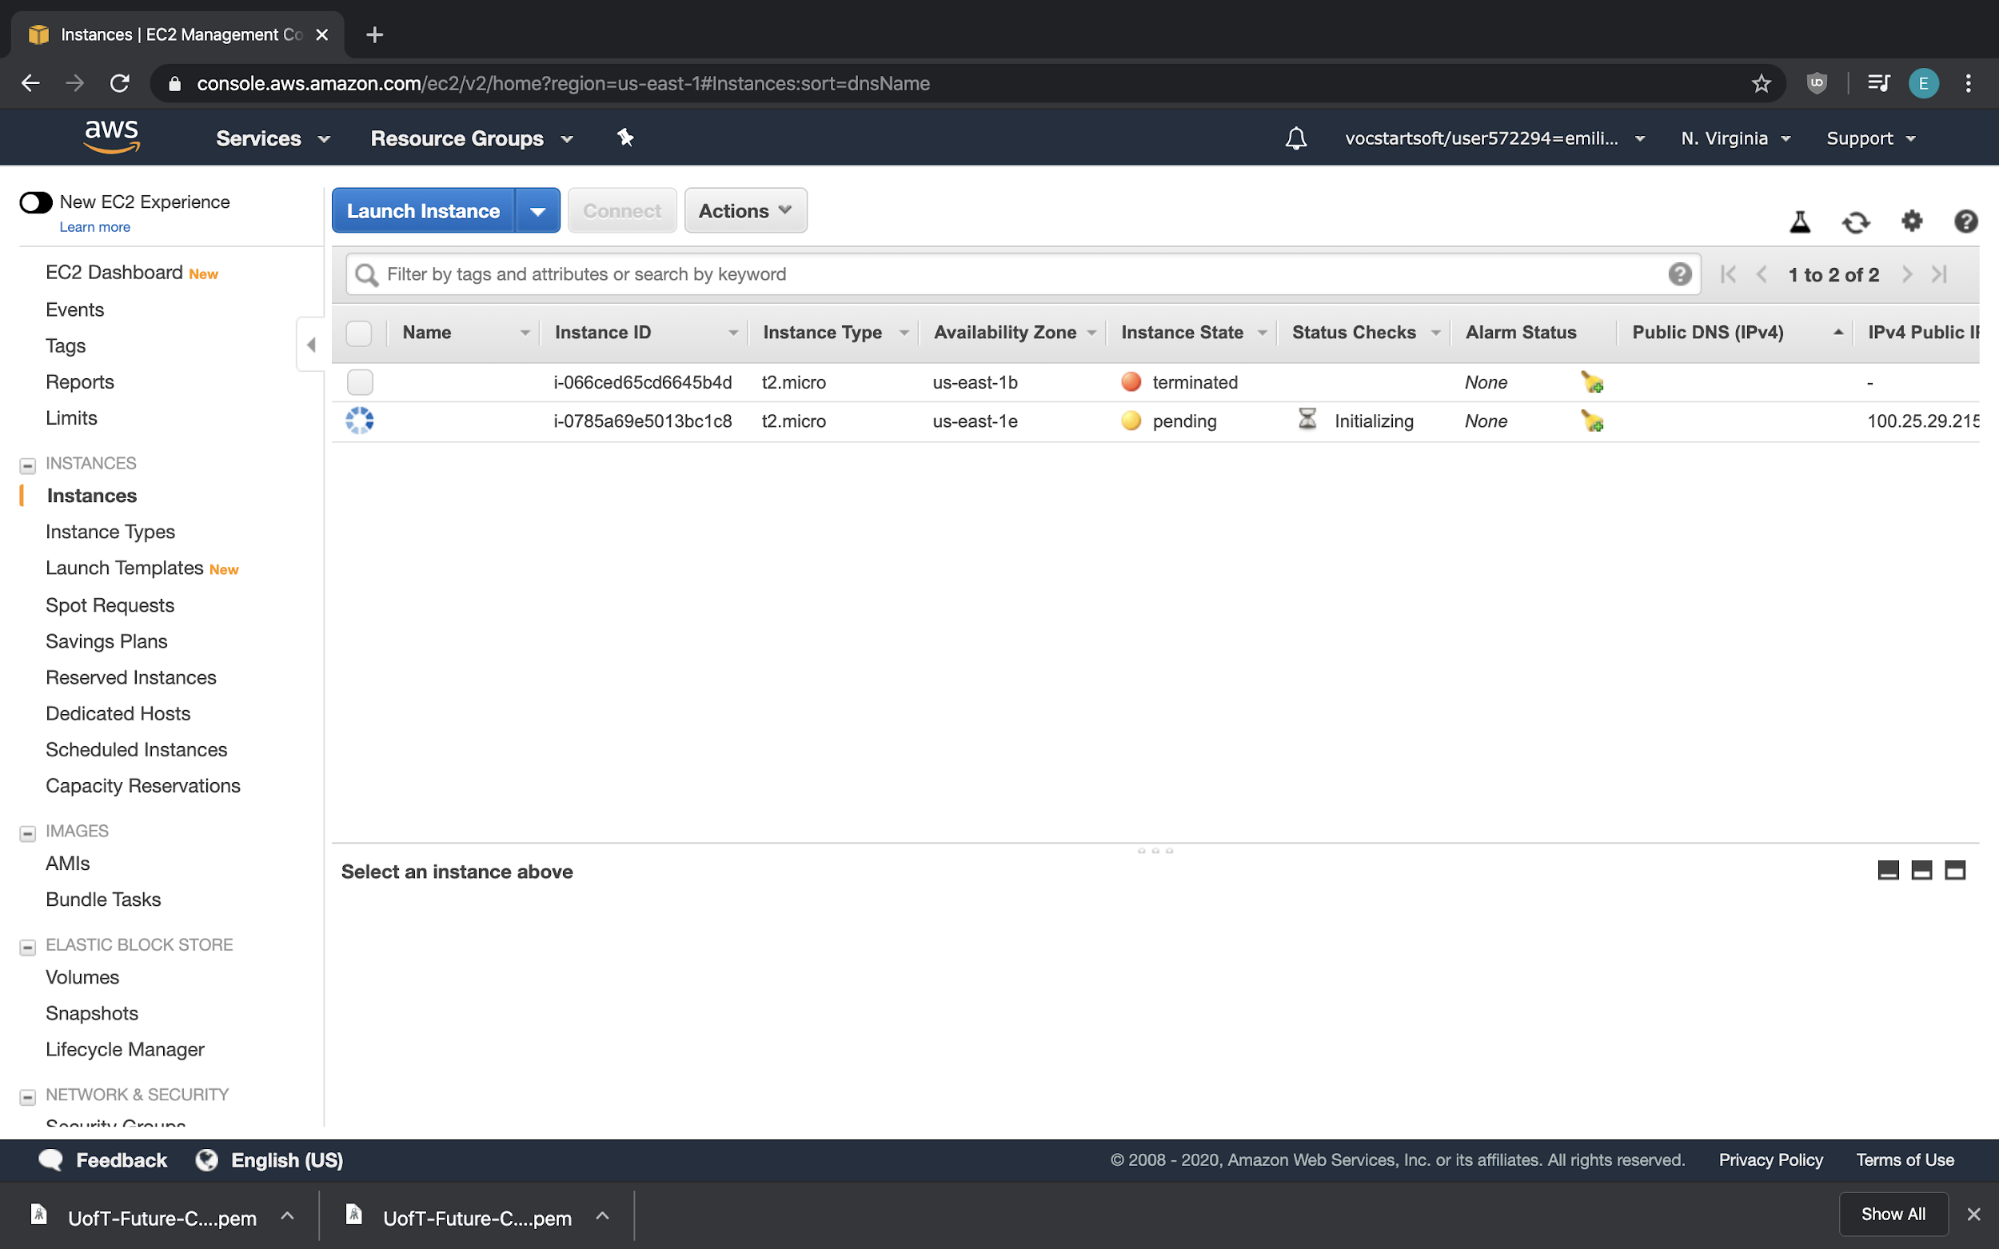 Instances | EC2 Management Co
console.aws.amazon.com/ec2/v2/home?region=us-east-1#Instances:sort=dnsName
E
aws
Services
Resource Groups
vocstartsoft/user572294=emili...
N. Virginia
Support
New EC2 Experience
Learn more
Launch Instance
Connect
Actions
Filter by tags and attributes or search by keyword
1 to 2 of 2
Name
Instance ID
Instance Type
Availability Zone
Instance State
Status Checks
Alarm Status
Public DNS (IPv4)
IPv4 Public IP
i-066ced65cd6645b4d
t2.micro
us-east-1b
terminated
None
-
i-0785a69e5013bc1c8
t2.micro
us-east-1e
pending
Initializing
None
100.25.29.215
EC2 Dashboard New
Events
Tags
Reports
Limits
INSTANCES
Instances
Instance Types
Launch Templates New
Spot Requests
Savings Plans
Reserved Instances
Dedicated Hosts
Scheduled Instances
Capacity Reservations
IMAGES
AMIs
Bundle Tasks
ELASTIC BLOCK STORE
Volumes
Snapshots
Lifecycle Manager
NETWORK & SECURITY
Security Groups
Select an instance above
Feedback
English (US)
© 2008 - 2020, Amazon Web Services, Inc. or its affiliates. All rights reserved.
Privacy Policy
Terms of Use
UofT-Future-C....pem
UofT-Future-C....pem
Show All